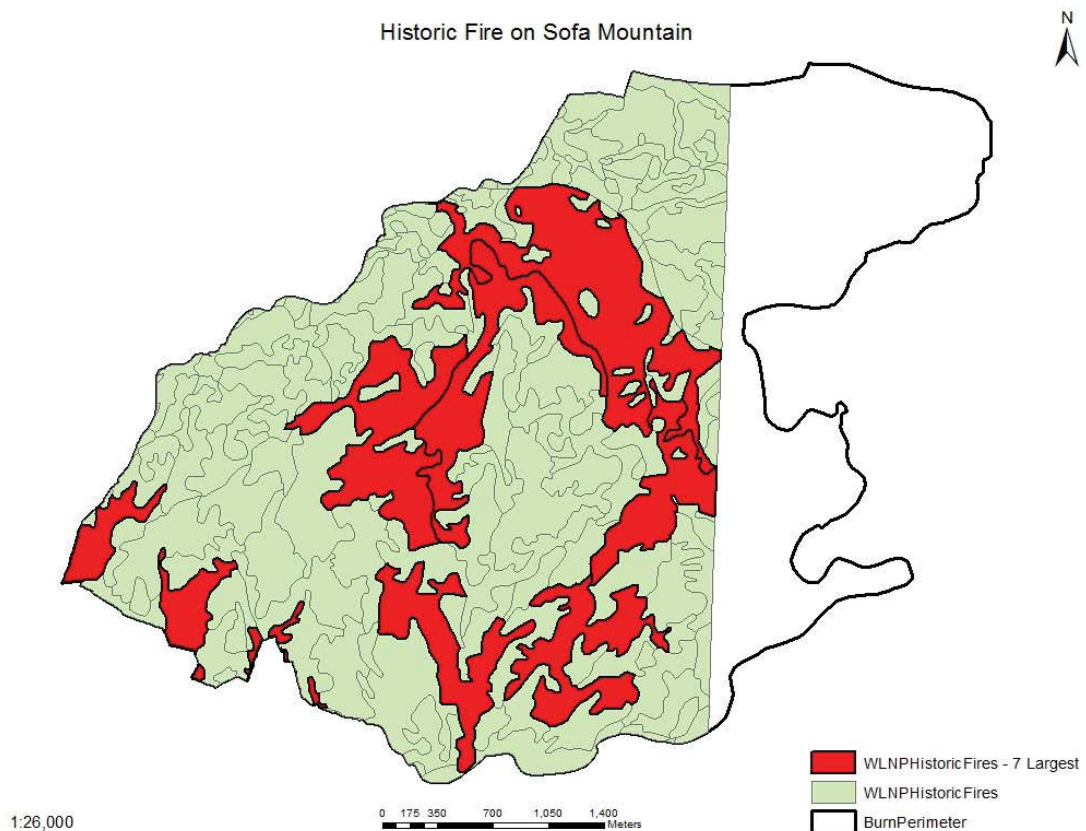 Historic Fire on Sofa Mountain
N
WLNPHistoricFires - 7 Largest
WLNPHistoricFires
BurnPerimeter
1:26,000
0 175 350 700 1,050 1,400
Meters